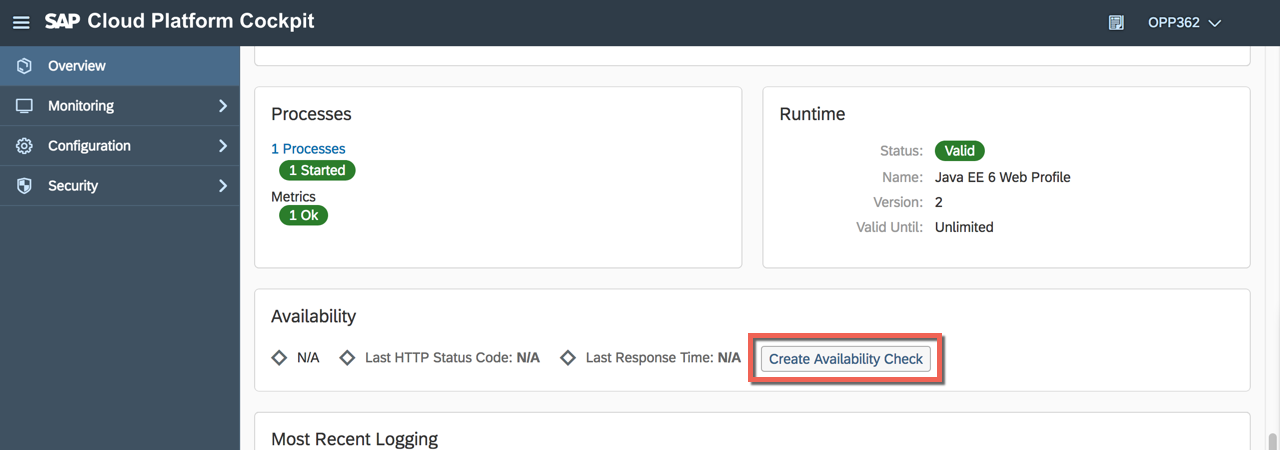 SAP Cloud Platform Cockpit
OPP362
Overview
Monitoring
Configuration
Security
Processes
1 Processes
1 Started
Metrics
1 Ok
Runtime
Status: Valid
Name: Java EE 6 Web Profile
Version: 2
Valid Until: Unlimited
Availability
N/A Last HTTP Status Code: N/A Last Response Time: N/A Create Availability Check
Most Recent Logging